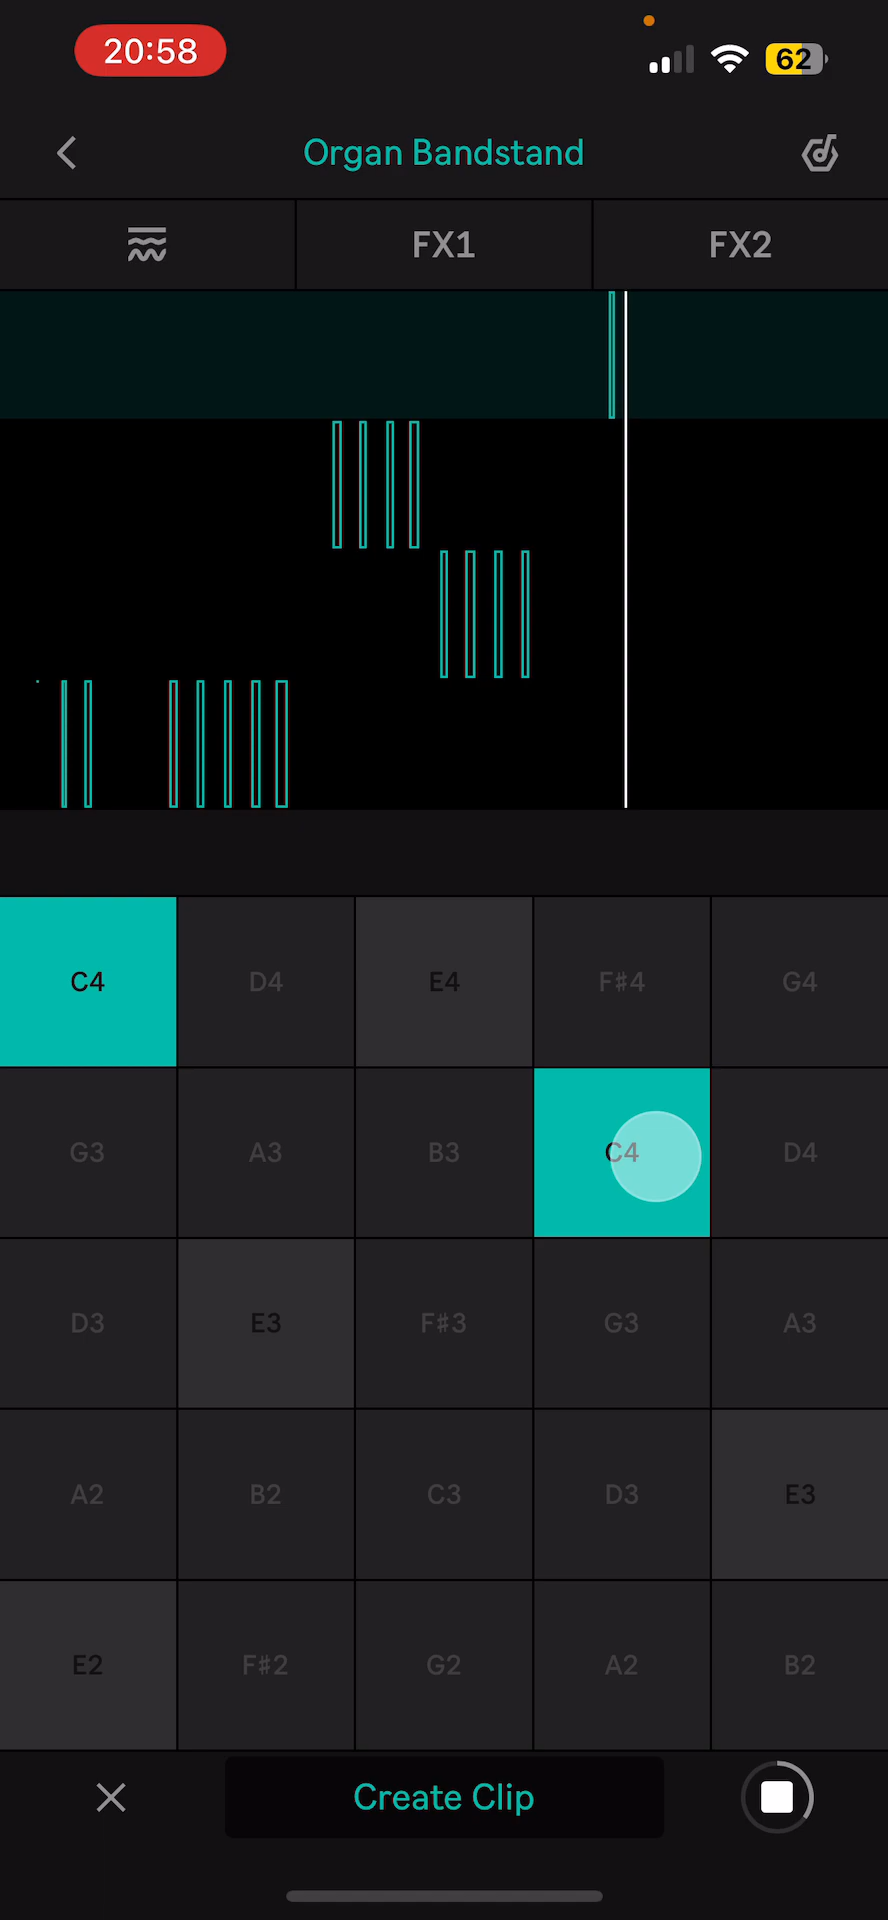 20:58
62
Organ Bandstand
FX1 FX2
C4 D4 E4 F#4 G4
G3 A3 B3 C4 D4
D3 E3 F#3 G3 A3
A2 B2 C3 D3 E3
E2 F#2 G2 A2 B2
Create Clip